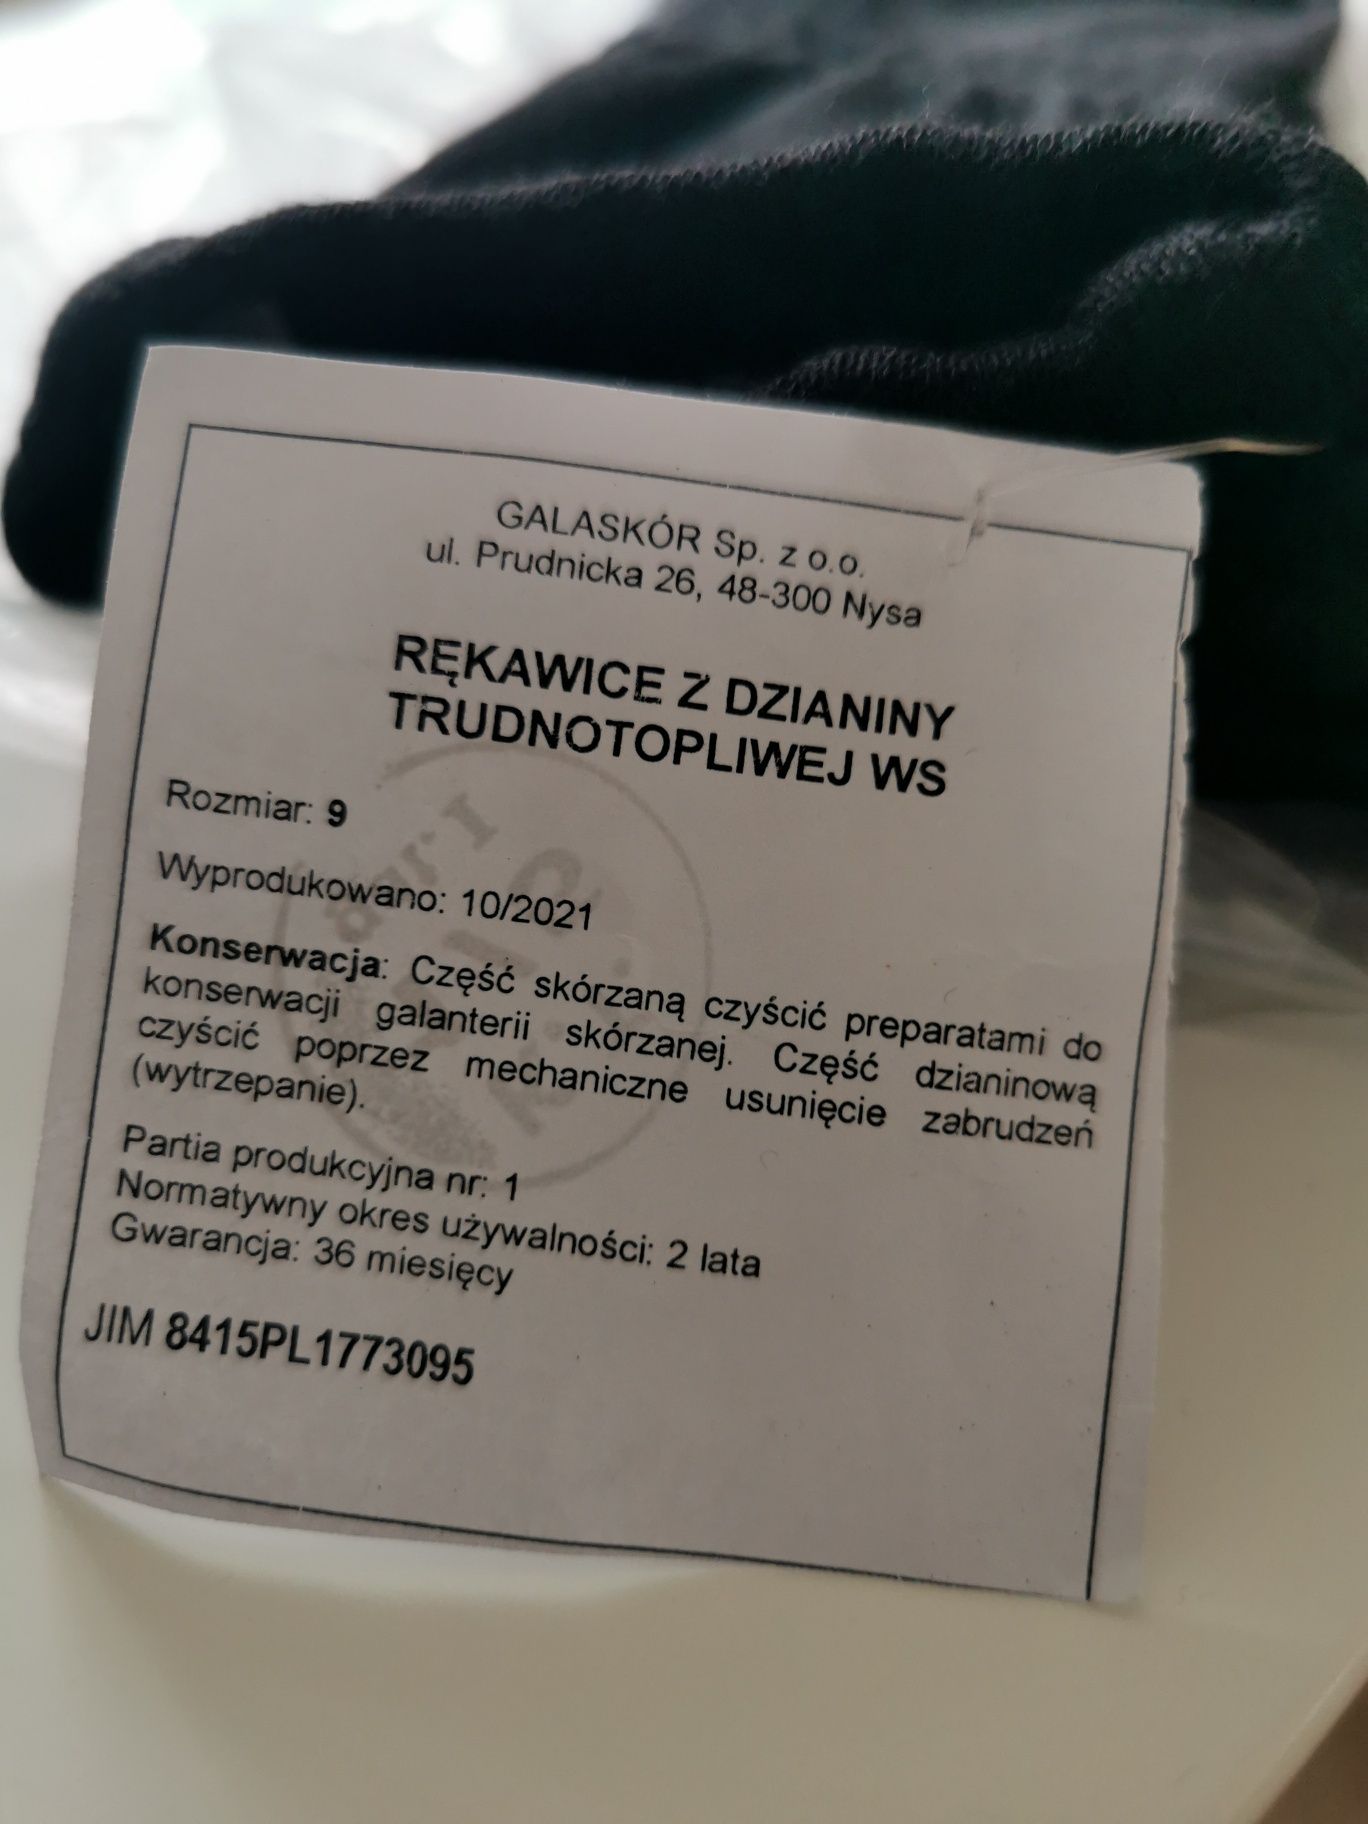 GALASKÓR Sp. z o.o.
ul. Prudnicka 26, 48-300 Nysa
RĘKAWICE Z DZIANINY
TRUDNOTOPLIWEJ WS
Rozmiar: 9
Wyprodukowano: 10/2021
Konserwacja: Część skórzaną czyścić preparatami do
konserwacji galanterii skórzanej. Część dzianinową
czyścić poprzez mechaniczne usunięcie zabrudzeń
(wytrzepanie).
Partia produkcyjna nr: 1
Normatywny okres używalności: 2 lata
Gwarancja: 36 miesięcy
JIM 8415PL1773095